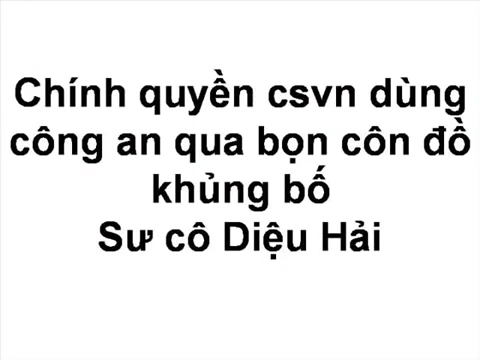 Chính quyền csvn dùng
công an qua bọn côn đồ
khủng bố
Sư cô Diệu Hải